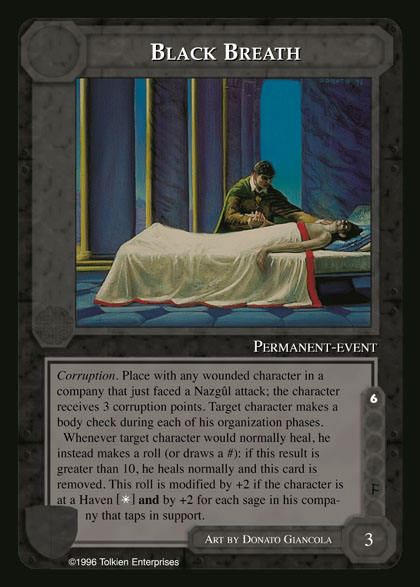 BLACK BREATH
PERMANENT-EVENT
Corruption. Place with any wounded character in a
company that just faced a Nazgûl attack; the character
receives 3 corruption points. Target character makes a
body check during each of his organization phases.
Whenever target character would normally heal, he
instead makes a roll (or draws a #): if this result is
greater than 10, he heals normally and this card is
removed. This roll is modified by +2 if the character is
at a Haven [☀] and by +2 for each sage in his compa-
ny that taps in support.
6
F
ART BY DONATO GIANCOLA
3
©1996 Tolkien Enterprises